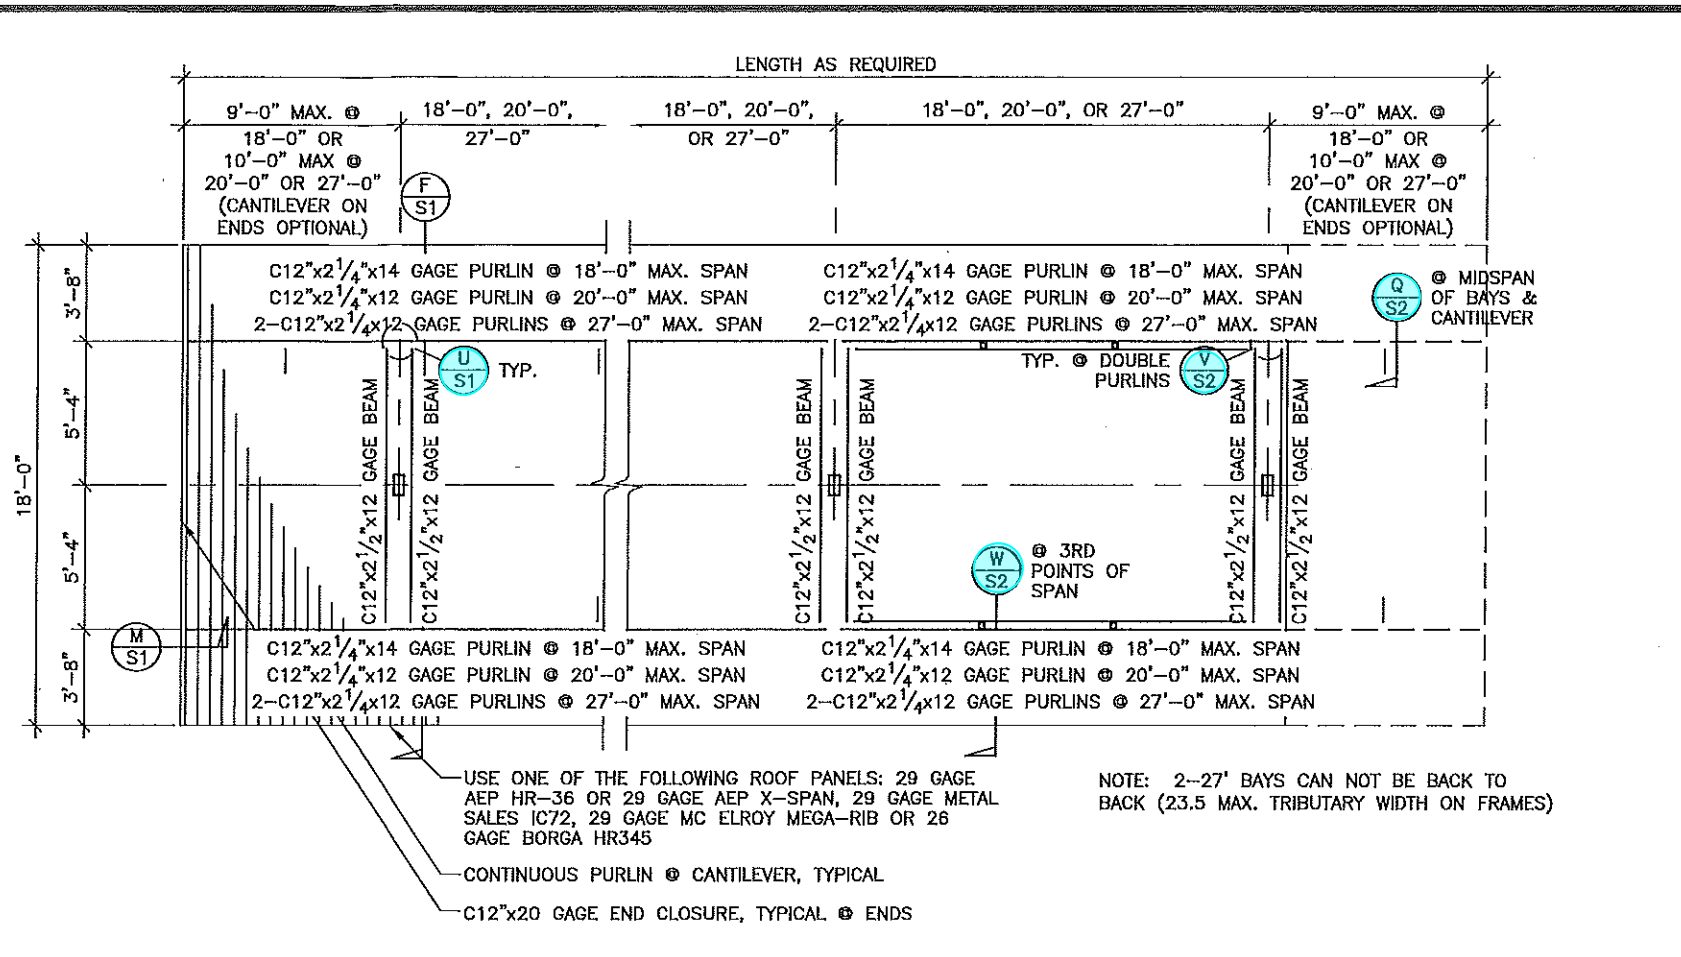 LENGTH AS REQUIRED
9'-0" MAX. @
18'-0" OR
10'-0" MAX @
20'-0" OR 27'-0"
(CANTILEVER ON
ENDS OPTIONAL)
18'-0", 20'-0",
27'-0"
18'-0", 20'-0",
OR 27'-0"
18'-0", 20'-0", OR 27'-0"
9'-0" MAX. @
18'-0" OR
10'-0" MAX @
20'-0" OR 27'-0"
(CANTILEVER ON
ENDS OPTIONAL)
F
S1
C12"x2 1/4"x14 GAGE PURLIN @ 18'-0" MAX. SPAN
C12"x2 1/4"x12 GAGE PURLIN @ 20'-0" MAX. SPAN
2-C12"x2 1/4x12 GAGE PURLINS @ 27'-0" MAX. SPAN
C12"x2 1/4"x14 GAGE PURLIN @ 18'-0" MAX. SPAN
C12"x2 1/4"x12 GAGE PURLIN @ 20'-0" MAX. SPAN
2-C12"x2 1/4x12 GAGE PURLINS @ 27'-0" MAX. SPAN
Q
S2
@ MIDSPAN
OF BAYS &
CANTILEVER
18'-0"
3'-8"
5'-4"
5'-4"
3'-8"
U
S1
TYP.
TYP. @ DOUBLE
PURLINS
V
S2
C12"x2 1/2"x12 GAGE BEAM
C12"x2 1/2"x12 GAGE BEAM
C12"x2 1/2"x12 GAGE BEAM
C12"x2 1/2"x12 GAGE BEAM
C12"x2 1/2"x12 GAGE BEAM
C12"x2 1/2"x12 GAGE BEAM
W
S2
@ 3RD
POINTS OF
SPAN
M
S1
C12"x2 1/4"x14 GAGE PURLIN @ 18'-0" MAX. SPAN
C12"x2 1/4"x12 GAGE PURLIN @ 20'-0" MAX. SPAN
2-C12"x2 1/4x12 GAGE PURLINS @ 27'-0" MAX. SPAN
C12"x2 1/4"x14 GAGE PURLIN @ 18'-0" MAX. SPAN
C12"x2 1/4"x12 GAGE PURLIN @ 20'-0" MAX. SPAN
2-C12"x2 1/4x12 GAGE PURLINS @ 27'-0" MAX. SPAN
USE ONE OF THE FOLLOWING ROOF PANELS: 29 GAGE
AEP HR-36 OR 29 GAGE AEP X-SPAN, 29 GAGE METAL
SALES IC72, 29 GAGE MC ELROY MEGA-RIB OR 26
GAGE BORGA HR345
CONTINUOUS PURLIN @ CANTILEVER, TYPICAL
C12"x20 GAGE END CLOSURE, TYPICAL @ ENDS
NOTE: 2-27' BAYS CAN NOT BE BACK TO
BACK (23.5 MAX. TRIBUTARY WIDTH ON FRAMES)